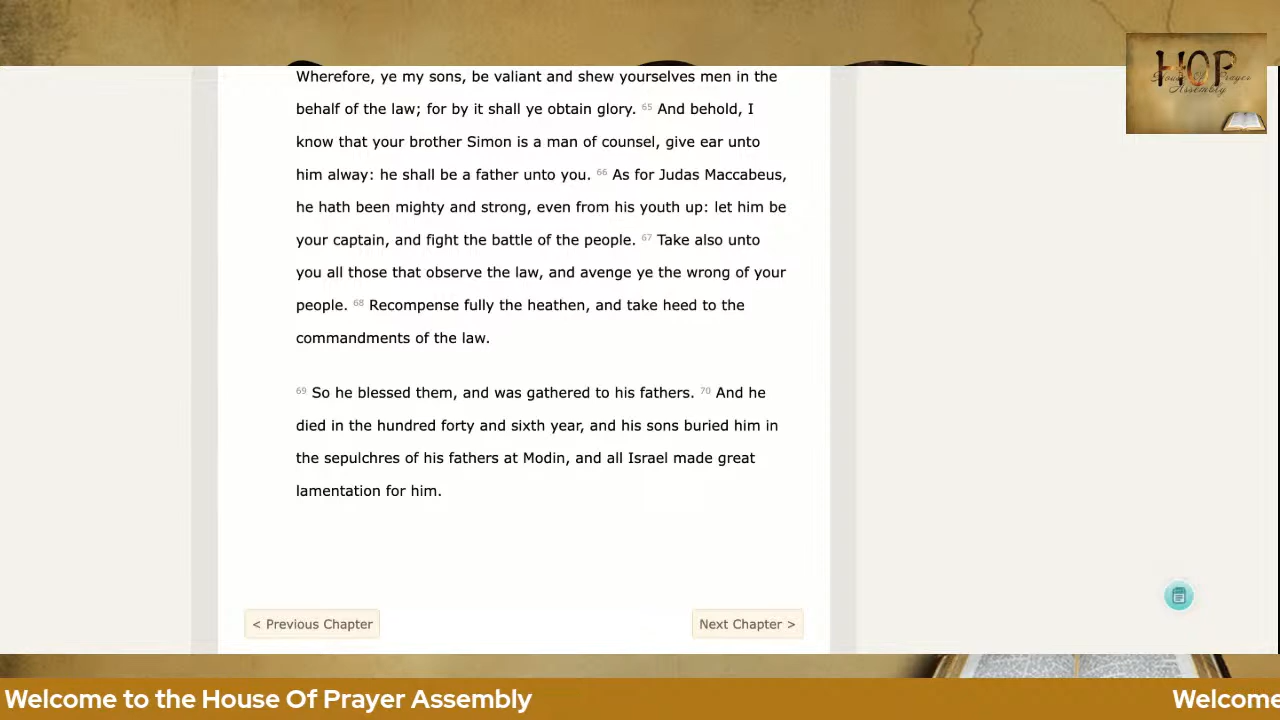 HOP
House Of Prayer
Assembly
Wherefore, ye my sons, be valiant and shew yourselves men in the
behalf of the law; for by it shall ye obtain glory. 65 And behold, I
know that your brother Simon is a man of counsel, give ear unto
him alway: he shall be a father unto you. 66 As for Judas Maccabeus,
he hath been mighty and strong, even from his youth up: let him be
your captain, and fight the battle of the people. 67 Take also unto
you all those that observe the law, and avenge ye the wrong of your
people. 68 Recompense fully the heathen, and take heed to the
commandments of the law.
69 So he blessed them, and was gathered to his fathers. 70 And he
died in the hundred forty and sixth year, and his sons buried him in
the sepulchres of his fathers at Modin, and all Israel made great
lamentation for him.
< Previous Chapter
Next Chapter >
Welcome to the House Of Prayer Assembly
Welcome